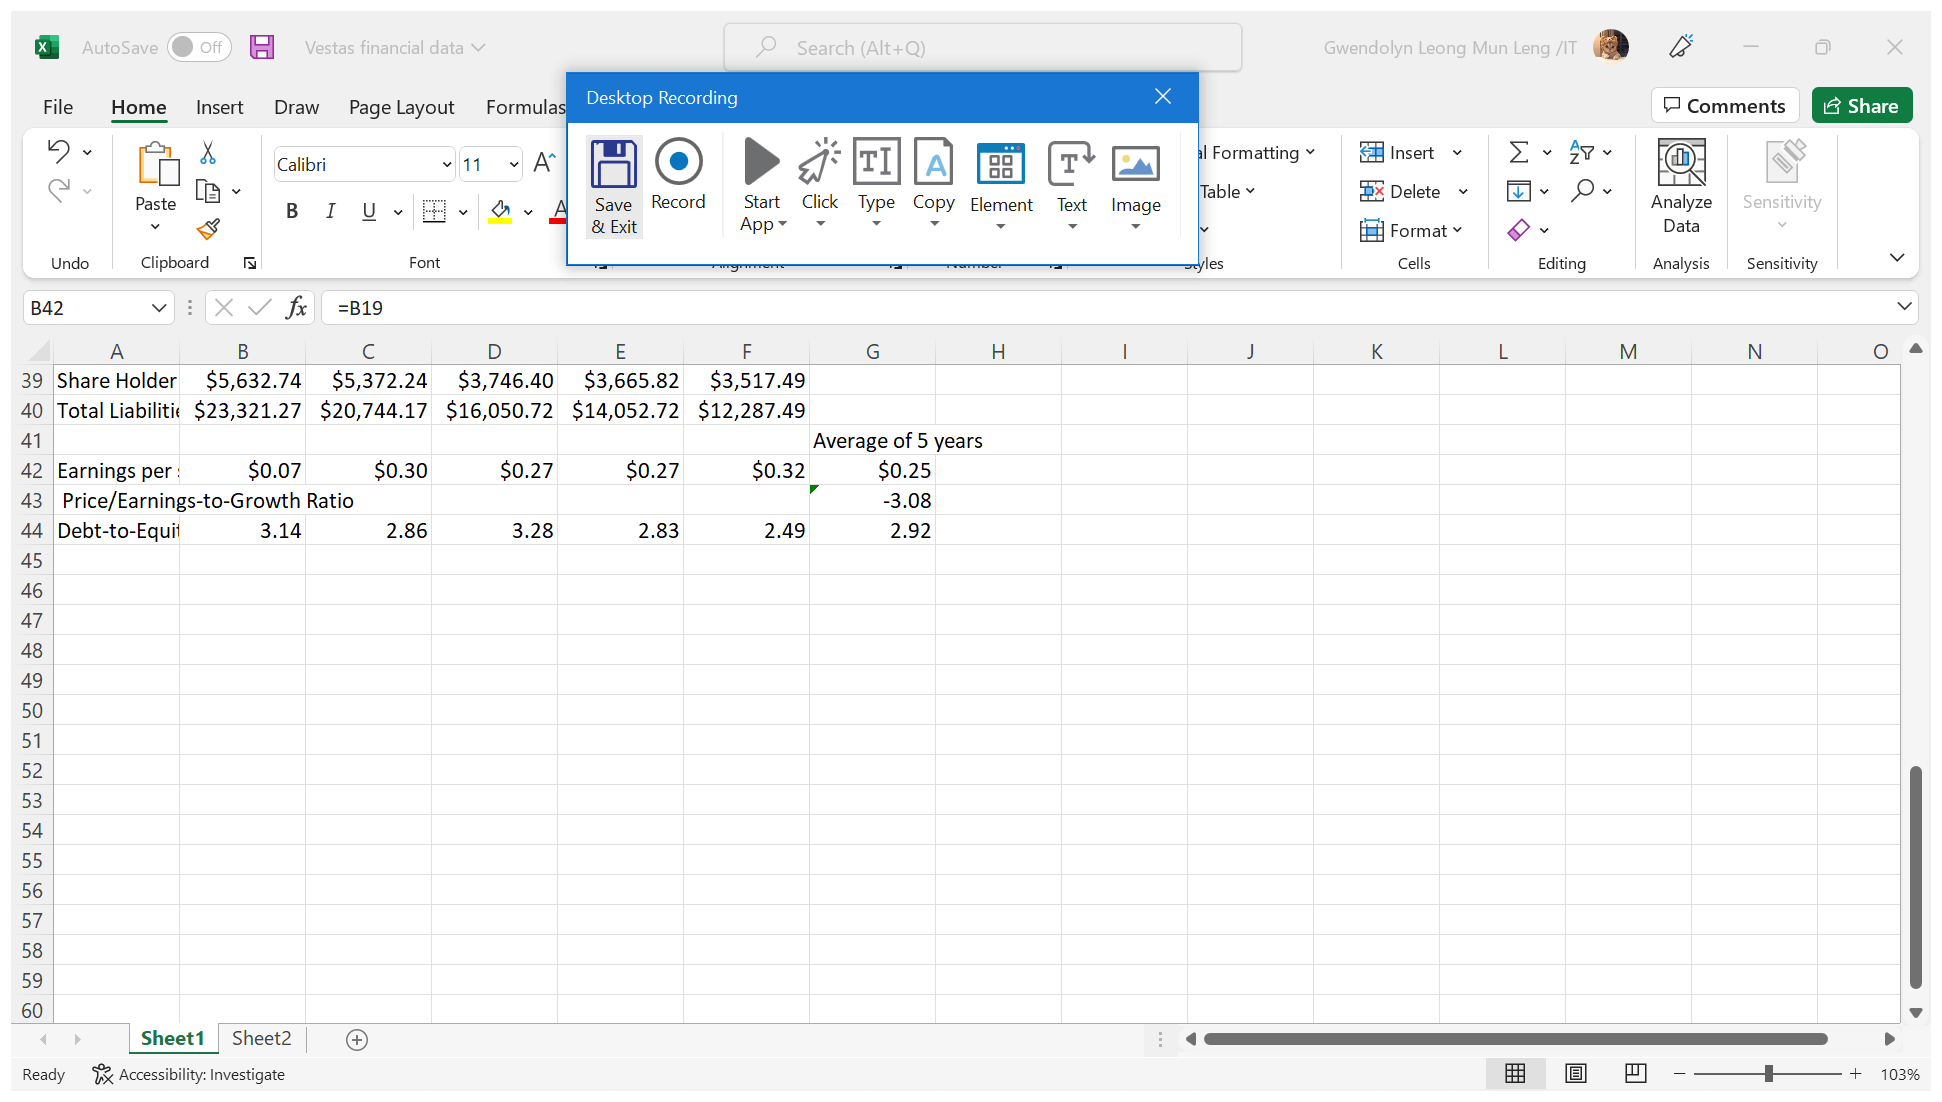 AutoSave Off Vestas financial data Search (Alt+Q) Gwendolyn Leong Mun Leng /IT
Desktop Recording
File Home Insert Draw Page Layout Formulas Comments Share
Save & Exit Record Start App Click Type Copy Element Text Image
Paste Calibri 11 A
B I U A
al Formatting
Table
Insert
Delete
Format
Analyze Data
Sensitivity
Undo Clipboard Font Alignment Number Styles Cells Editing Analysis Sensitivity
B42 fx =B19
A B C D E F G H I J K L M N O
39 Share Holder $5,632.74 $5,372.24 $3,746.40 $3,665.82 $3,517.49
40 Total Liabilitie $23,321.27 $20,744.17 $16,050.72 $14,052.72 $12,287.49
41 Average of 5 years
42 Earnings per $0.07 $0.30 $0.27 $0.27 $0.32 $0.25
43 Price/Earnings-to-Growth Ratio -3.08
44 Debt-to-Equit 3.14 2.86 3.28 2.83 2.49 2.92
45
46
47
48
49
50
51
52
53
54
55
56
57
58
59
60
Sheet1 Sheet2
Ready Accessibility: Investigate 103%